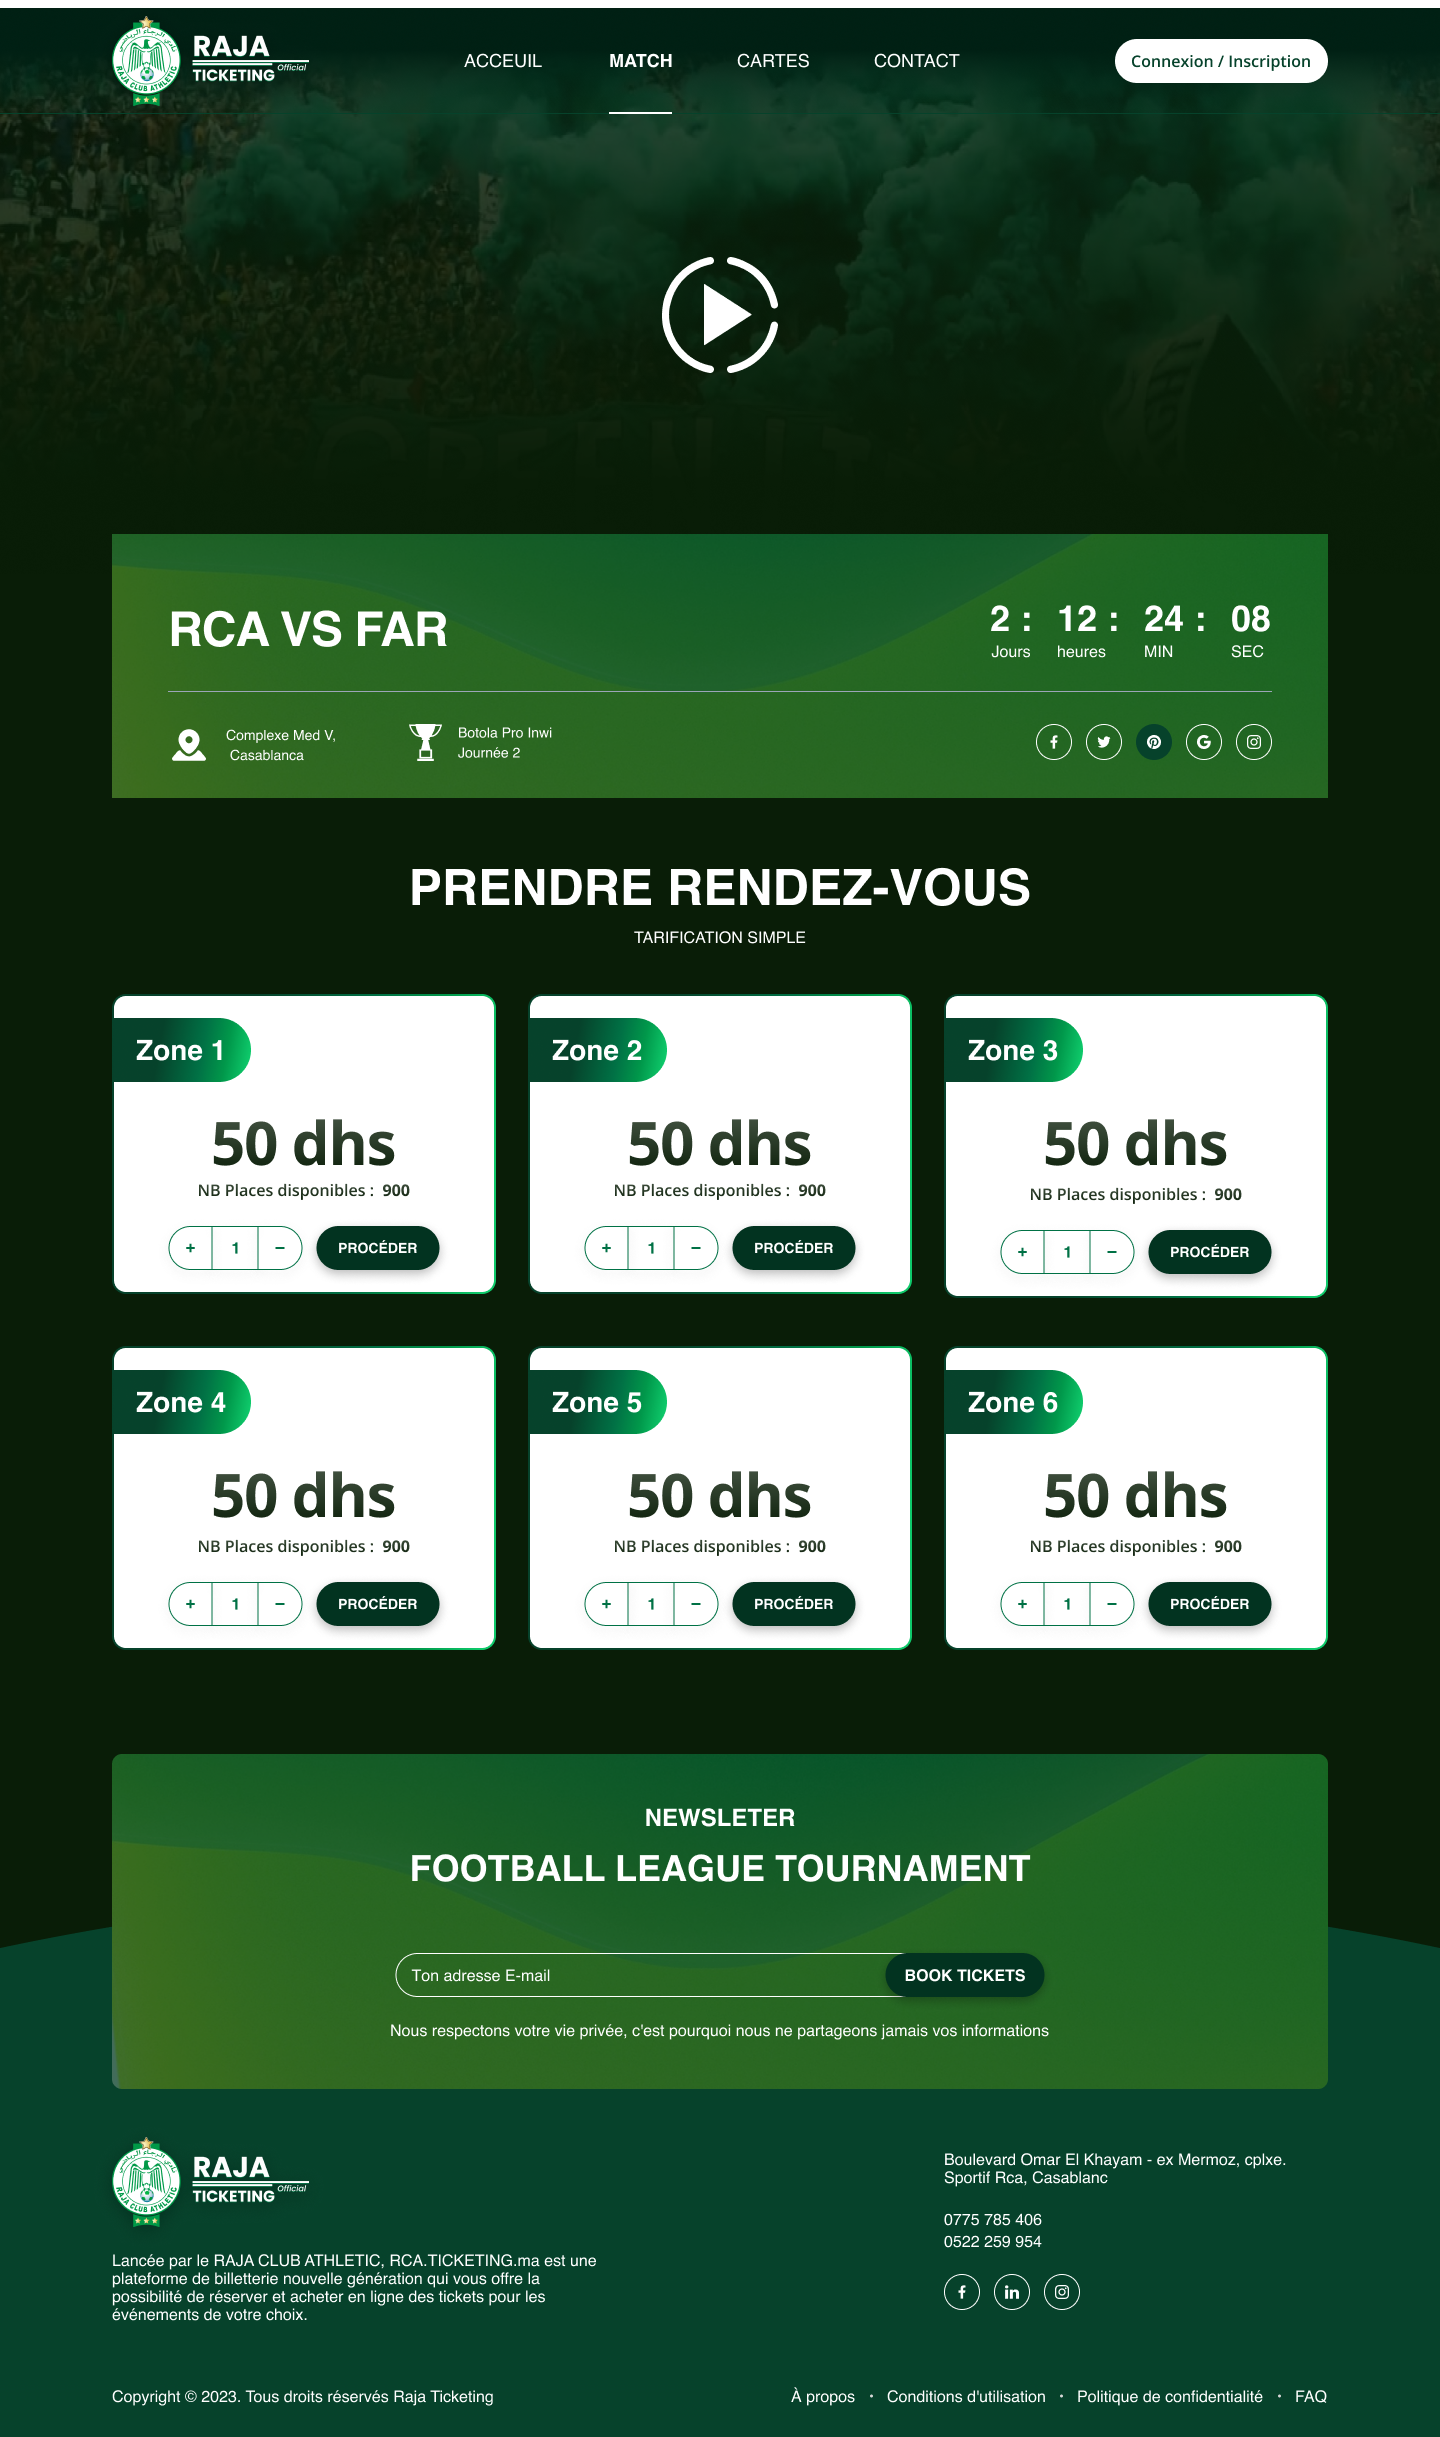 RAJA
TICKETING Official
RAJA CLUB ATHLETIC
ACCEUIL
MATCH
CARTES
CONTACT
Connexion / Inscription
RCA VS FAR
2 : 12 : 24 : 08
Jours heures MIN SEC
Complexe Med V,
Casablanca
Botola Pro Inwi
Journée 2
PRENDRE RENDEZ-VOUS
TARIFICATION SIMPLE
Zone 1
50 dhs
NB Places disponibles : 900
+ 1 − PROCÉDER
Zone 2
50 dhs
NB Places disponibles : 900
+ 1 − PROCÉDER
Zone 3
50 dhs
NB Places disponibles : 900
+ 1 − PROCÉDER
Zone 4
50 dhs
NB Places disponibles : 900
+ 1 − PROCÉDER
Zone 5
50 dhs
NB Places disponibles : 900
+ 1 − PROCÉDER
Zone 6
50 dhs
NB Places disponibles : 900
+ 1 − PROCÉDER
NEWSLETER
FOOTBALL LEAGUE TOURNAMENT
Ton adresse E-mail
BOOK TICKETS
Nous respectons votre vie privée, c'est pourquoi nous ne partageons jamais vos informations
RAJA
TICKETING Official
RAJA CLUB ATHLETIC
Lancée par le RAJA CLUB ATHLETIC, RCA.TICKETING.ma est une
plateforme de billetterie nouvelle génération qui vous offre la
possibilité de réserver et acheter en ligne des tickets pour les
événements de votre choix.
Boulevard Omar El Khayam - ex Mermoz, cplxe.
Sportif Rca, Casablanc
0775 785 406
0522 259 954
Copyright © 2023. Tous droits réservés Raja Ticketing
À propos • Conditions d'utilisation • Politique de confidentialité • FAQ